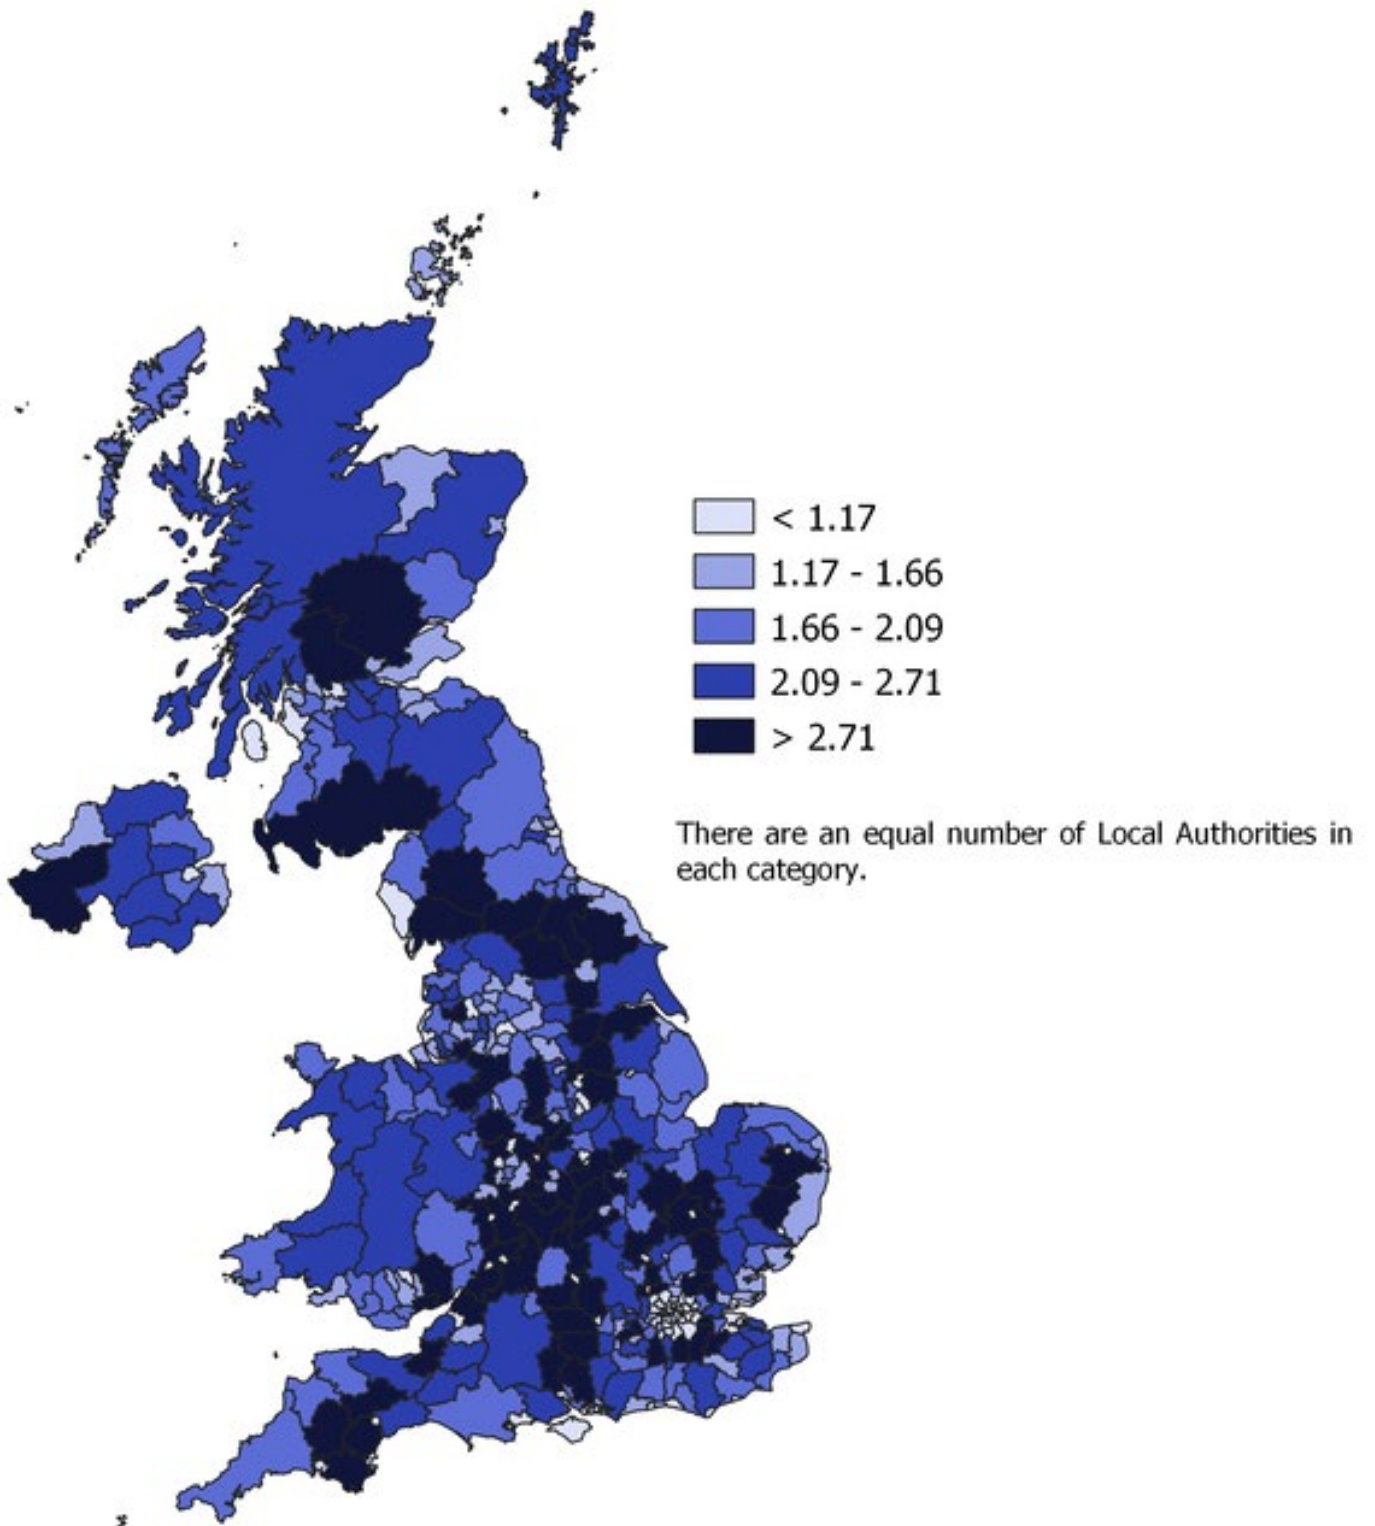 < 1.17
1.17 - 1.66
1.66 - 2.09
2.09 - 2.71
> 2.71
There are an equal number of Local Authorities in
each category.